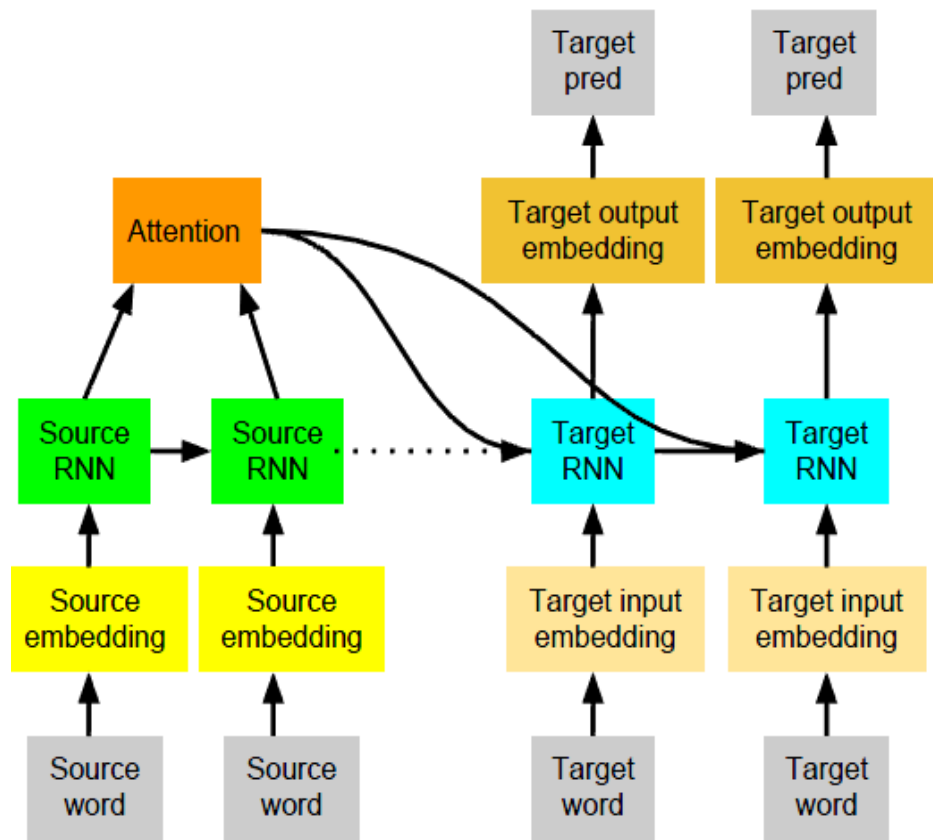 Target
pred
Target
pred
Attention
Target output
embedding
Target output
embedding
Source
RNN
Source
RNN
Target
RNN
Target
RNN
Source
embedding
Source
embedding
Target input
embedding
Target input
embedding
Source
word
Source
word
Target
word
Target
word